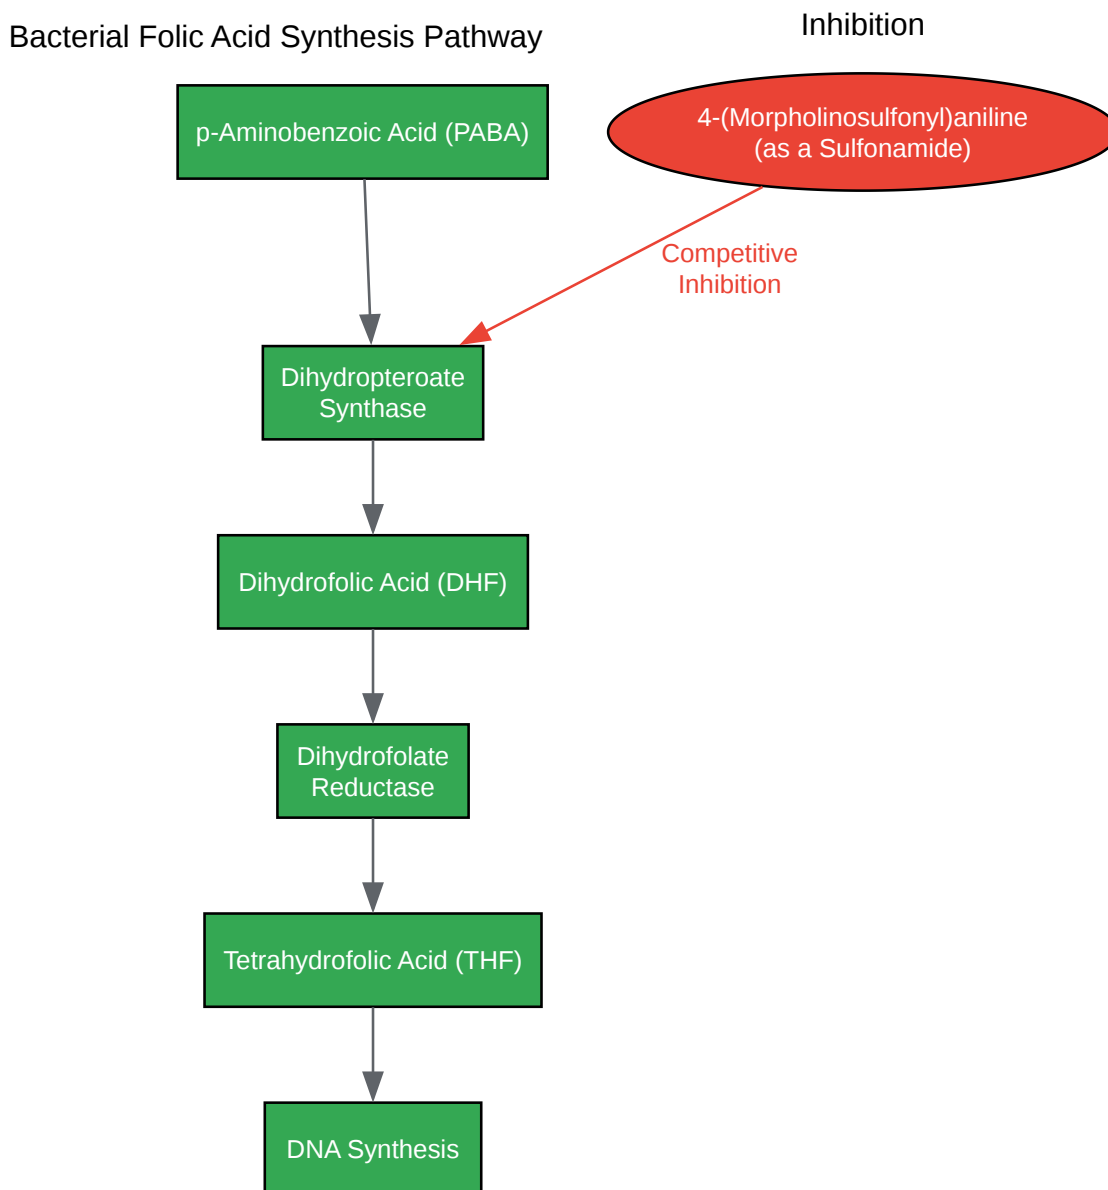 Bacterial Folic Acid Synthesis Pathway
Inhibition
p-Aminobenzoic Acid (PABA)
4-(Morpholinosulfonyl)aniline
(as a Sulfonamide)
Competitive
Inhibition
Dihydropteroate
Synthase
Dihydrofolic Acid (DHF)
Dihydrofolate
Reductase
Tetrahydrofolic Acid (THF)
DNA Synthesis